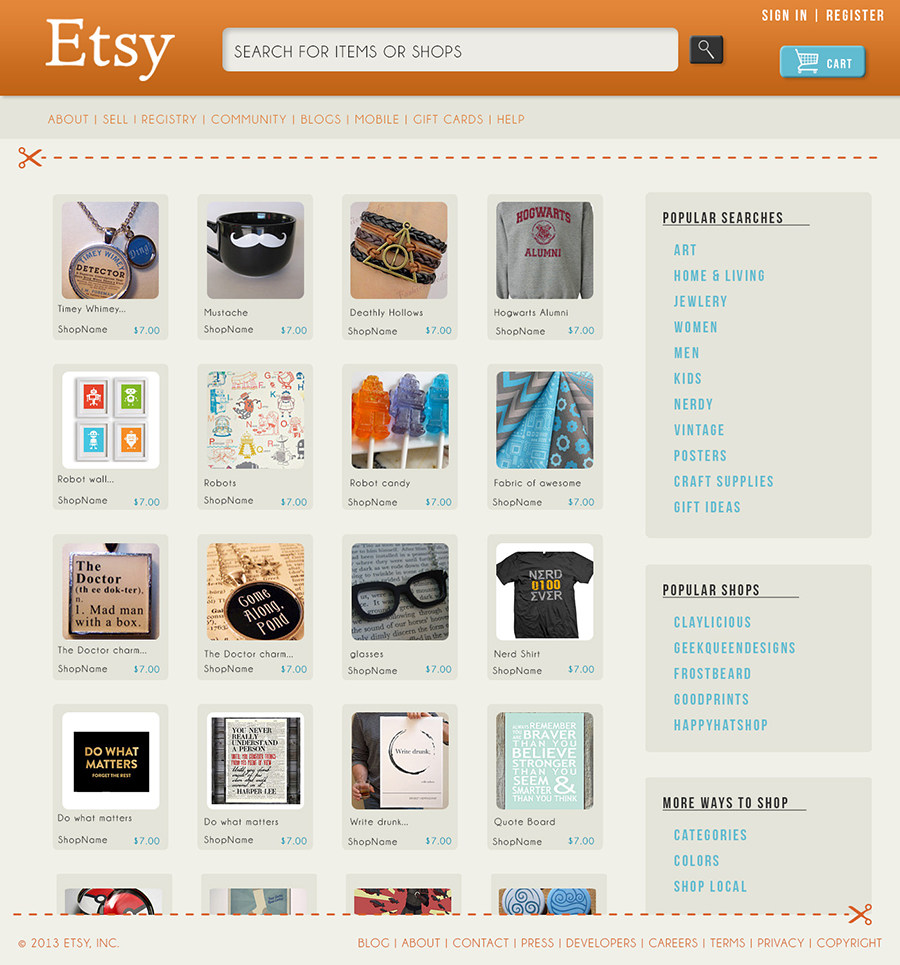 SIGN IN | REGISTER
Etsy
SEARCH FOR ITEMS OR SHOPS
CART
ABOUT | SELL | REGISTRY | COMMUNITY | BLOGS | MOBILE | GIFT CARDS | HELP
TIMEY WIMEY
DETECTOR
Ding!
HOGWARTS
ALUMNI
Timey Whimey...
ShopName $7.00
Mustache
ShopName $7.00
Deathly Hollows
ShopName $7.00
Hogwarts Alumni
ShopName $7.00
Robot wall...
ShopName $7.00
Robots
ShopName $7.00
Robot candy
ShopName $7.00
Fabric of awesome
ShopName $7.00
The
Doctor
(th ee dok-ter),
n.
1. Mad man
with a box.
Come
Along,
Pond
NERD
0100
EVER
The Doctor charm...
ShopName $7.00
The Doctor charm...
ShopName $7.00
glasses
ShopName $7.00
Nerd Shirt
ShopName $7.00
DO WHAT
MATTERS
FORGET THE REST
YOU NEVER
REALLY
UNDERSTAND
A PERSON
UNTIL YOU CONSIDER THINGS
FROM HIS POINT OF VIEW
HARPER LEE
Write drunk;
ALWAYS REMEMBER
YOU ARE BRAVER
THAN YOU
BELIEVE
STRONGER
THAN YOU
SEEM &
SMARTER
THAN YOU THINK
Do what matters
ShopName $7.00
Do what matters
ShopName $7.00
Write drunk...
ShopName $7.00
Quote Board
ShopName $7.00
POPULAR SEARCHES
ART
HOME & LIVING
JEWLERY
WOMEN
MEN
KIDS
NERDY
VINTAGE
POSTERS
CRAFT SUPPLIES
GIFT IDEAS
POPULAR SHOPS
CLAYLICIOUS
GEEKQUEENDESIGNS
FROSTBEARD
GOODPRINTS
HAPPYHATSHOP
MORE WAYS TO SHOP
CATEGORIES
COLORS
SHOP LOCAL
© 2013 ETSY, INC.
BLOG | ABOUT | CONTACT | PRESS | DEVELOPERS | CAREERS | TERMS | PRIVACY | COPYRIGHT